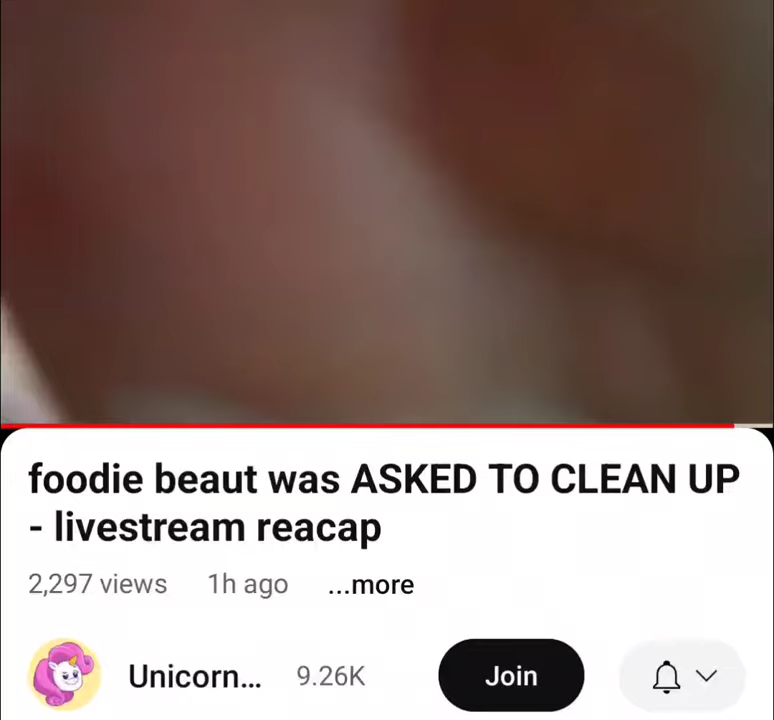 foodie beaut was ASKED TO CLEAN UP
- livestream reacap
2,297 views 1h ago ...more
Unicorn... 9.26K Join